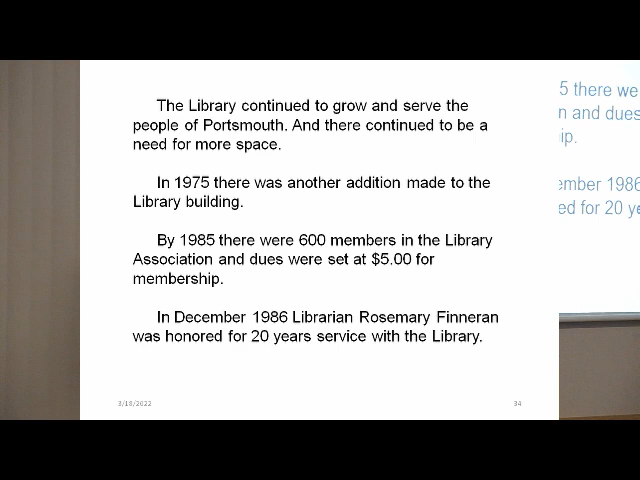 The Library continued to grow and serve the
people of Portsmouth. And there continued to be a
need for more space.
In 1975 there was another addition made to the
Library building.
By 1985 there were 600 members in the Library
Association and dues were set at $5.00 for
membership.
In December 1986 Librarian Rosemary Finneran
was honored for 20 years service with the Library.
3/18/2022
34
5 there we
n and dues
ip.
ember 1986
ed for 20 ye